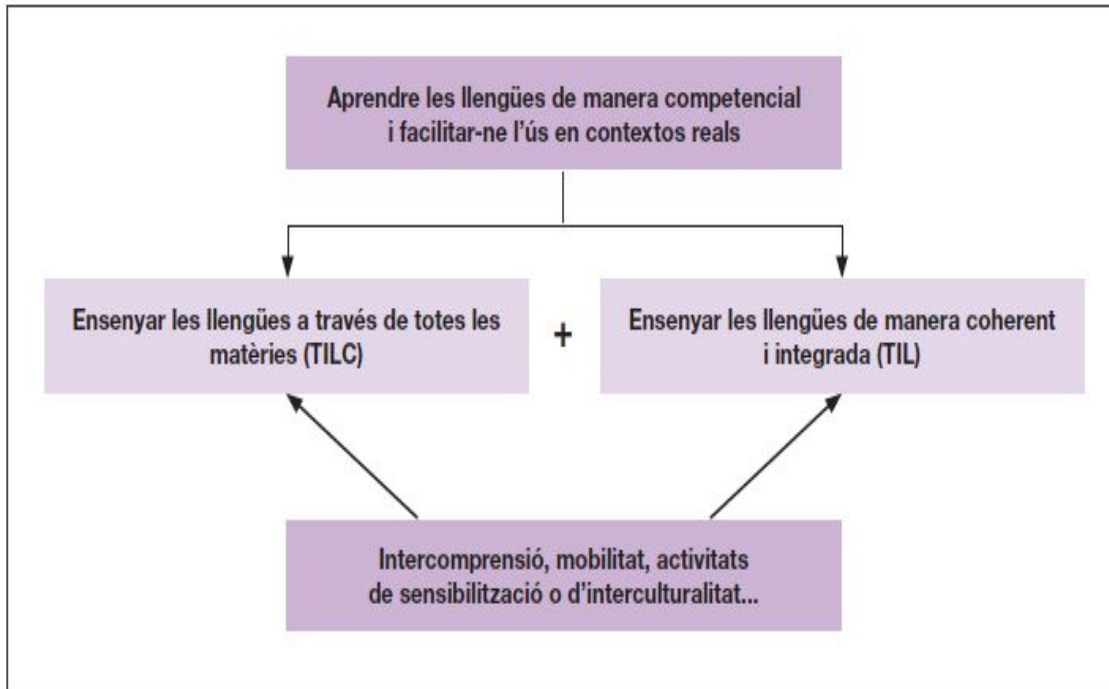 Aprendre les llengües de manera competencial
i facilitar-ne l'ús en contextos reals
Ensenyar les llengües a través de totes les
matèries (TILC)
+
Ensenyar les llengües de manera coherent
i integrada (TIL)
Intercomprensió, mobilitat, activitats
de sensibilització o d'interculturalitat...